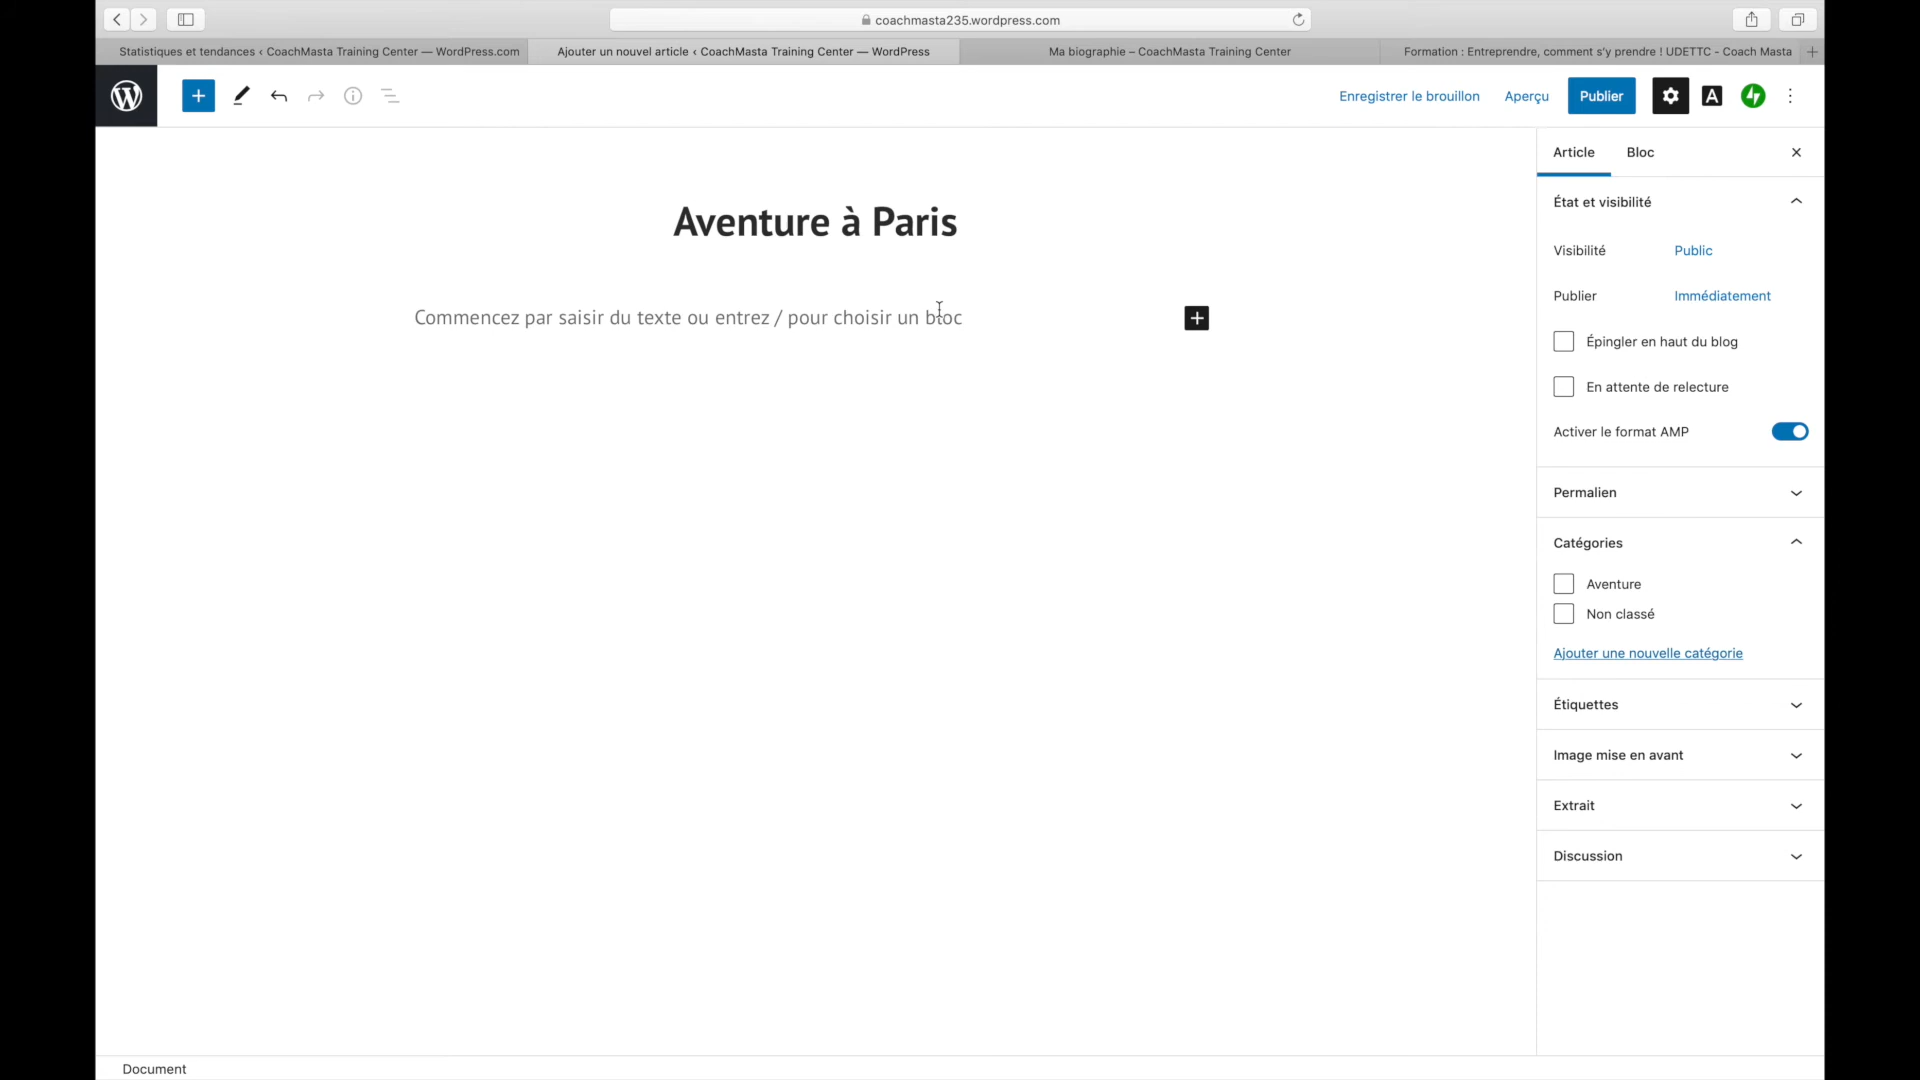 coachmasta235.wordpress.com
Statistiques et tendances ‹ CoachMasta Training Center — WordPress.com
Ajouter un nouvel article ‹ CoachMasta Training Center — WordPress
Ma biographie – CoachMasta Training Center
Formation : Entreprendre, comment s'y prendre ! UDETTC - Coach Masta
Enregistrer le brouillon
Aperçu
Publier
A
Article
Bloc
Aventure à Paris
Commencez par saisir du texte ou entrez / pour choisir un bloc
État et visibilité
Visibilité
Public
Publier
Immédiatement
Épingler en haut du blog
En attente de relecture
Activer le format AMP
Permalien
Catégories
Aventure
Non classé
Ajouter une nouvelle catégorie
Étiquettes
Image mise en avant
Extrait
Discussion
Document